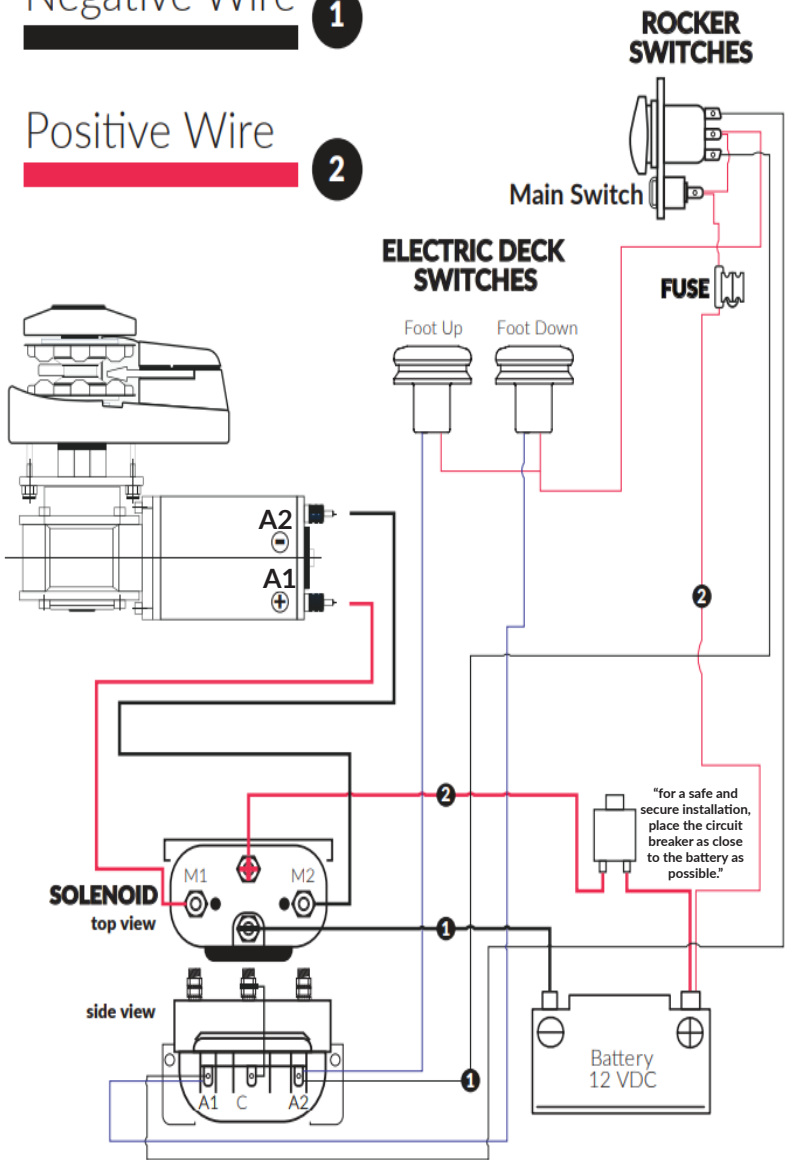 Negative Wire
1
Positive Wire
2
ROCKER
SWITCHES
Main Switch
ELECTRIC DECK
SWITCHES
FUSE
Foot Up
Foot Down
A2
A1
2
2
“for a safe and
secure installation,
place the circuit
breaker as close
to the battery as
possible.”
M1
M2
SOLENOID
top view
1
side view
Battery
12 VDC
1
A1
C
A2